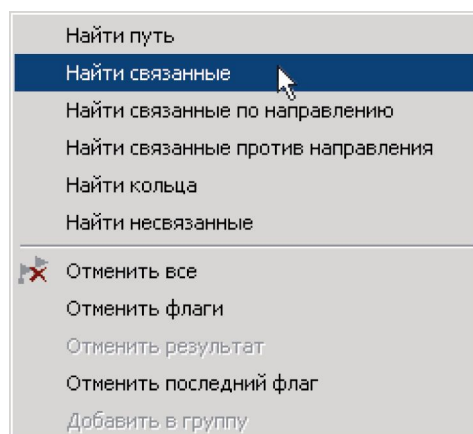 Найти путь
Найти связанные
Найти связанные по направлению
Найти связанные против направления
Найти кольца
Найти несвязанные
Отменить все
Отменить флаги
Отменить результат
Отменить последний флаг
Добавить в группу